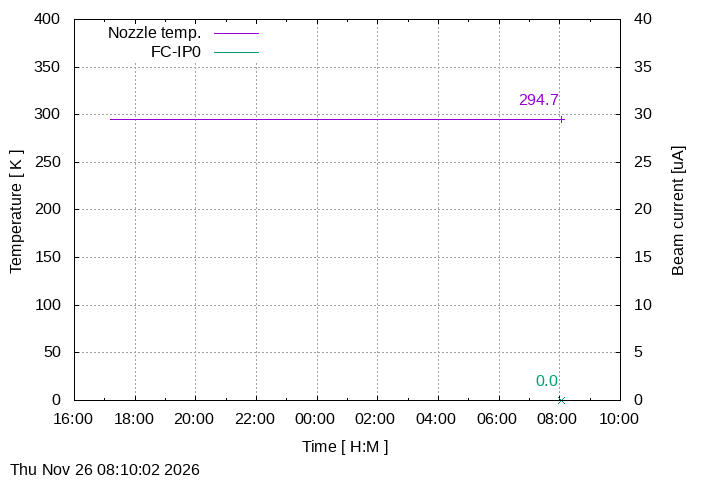 400
350
300
250
200
150
100
50
0
40
35
30
25
20
15
10
5
0
Nozzle temp.
FC-IP0
294.7
0.0
Temperature [ K ]
Beam current [uA]
16:00 18:00 20:00 22:00 00:00 02:00 04:00 06:00 08:00 10:00
Time [ H:M ]
Thu Nov 26 08:10:02 2026